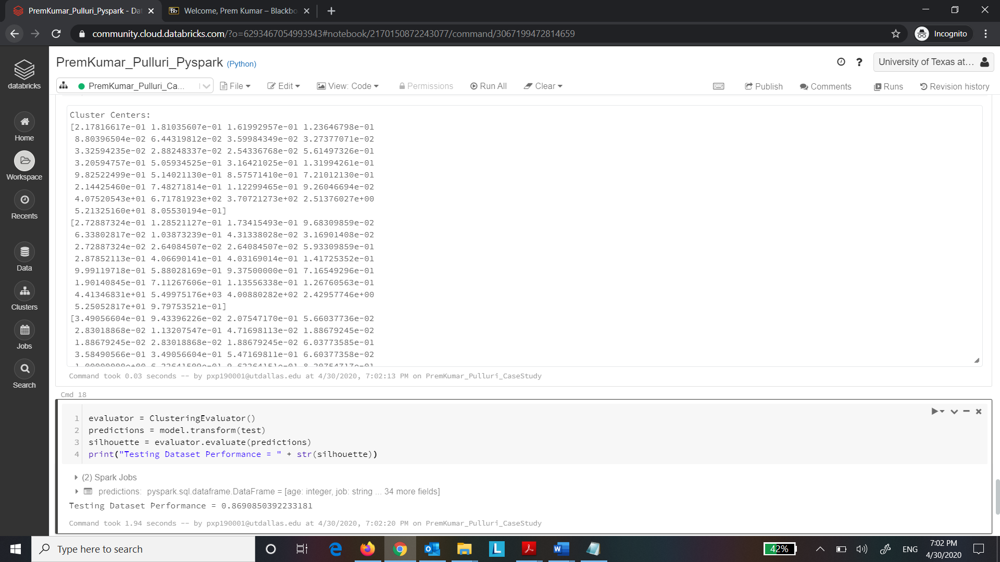 PremKumar_Pulluri_Pyspark - Dat
Welcome, Prem Kumar – Blackbo
community.cloud.databricks.com/?o=6293467054993943#notebook/2170150872243077/command/3067199472814659
Incognito
databricks
Home
Workspace
Recents
Data
Clusters
Jobs
Search
PremKumar_Pulluri_Pyspark (Python)
University of Texas at...
PremKumar_Pulluri_Ca...
File
Edit
View: Code
Permissions
Run All
Clear
Publish
Comments
Runs
Revision history
Cluster Centers:
[2.17816617e-01 1.81035607e-01 1.61992957e-01 1.23646798e-01
8.80396504e-02 6.44319812e-02 3.59984349e-02 3.27377071e-02
3.32594235e-02 2.88248337e-02 2.54336768e-02 5.61497326e-01
3.20594757e-01 5.05934525e-01 3.16421025e-01 1.31994261e-01
9.82522499e-01 5.14021130e-01 8.57571410e-01 7.21012130e-01
2.14425460e-01 7.48271814e-01 1.12299465e-01 9.26046694e-02
4.07520543e+01 6.71781923e+02 3.70721273e+02 2.51376027e+00
5.21325160e+01 8.05530194e-01]
[2.72887324e-01 1.28521127e-01 1.73415493e-01 9.68309859e-02
6.33802817e-02 1.03873239e-01 4.31338028e-02 3.16901408e-02
2.72887324e-02 2.64084507e-02 2.64084507e-02 5.93309859e-01
2.87852113e-01 4.06690141e-01 4.03169014e-01 1.41725352e-01
9.99119718e-01 5.88028169e-01 9.37500000e-01 7.16549296e-01
1.90140845e-01 7.11267606e-01 1.13556338e-01 1.26760563e-01
4.41346831e+01 5.49975176e+03 4.00880282e+02 2.42957746e+00
5.25052817e+01 9.79753521e-01]
[3.49056604e-01 9.43396226e-02 2.07547170e-01 5.66037736e-02
2.83018868e-02 1.13207547e-01 4.71698113e-02 1.88679245e-02
1.88679245e-02 2.83018868e-02 1.88679245e-02 6.03773585e-01
3.58490566e-01 3.49056604e-01 5.47169811e-01 6.60377358e-02
1.00000000e+00 6.22641509e-01 9.62264151e-01 8.20754717e-01
Command took 0.03 seconds -- by pxp190001@utdallas.edu at 4/30/2020, 7:02:13 PM on PremKumar_Pulluri_CaseStudy
Cmd 18
1 evaluator = ClusteringEvaluator()
2 predictions = model.transform(test)
3 silhouette = evaluator.evaluate(predictions)
4 print("Testing Dataset Performance = " + str(silhouette))
(2) Spark Jobs
predictions: pyspark.sql.dataframe.DataFrame = [age: integer, job: string ... 34 more fields]
Testing Dataset Performance = 0.8690850392233181
Command took 1.94 seconds -- by pxp190001@utdallas.edu at 4/30/2020, 7:02:20 PM on PremKumar_Pulluri_CaseStudy
Type here to search
42%
ENG
7:02 PM
4/30/2020